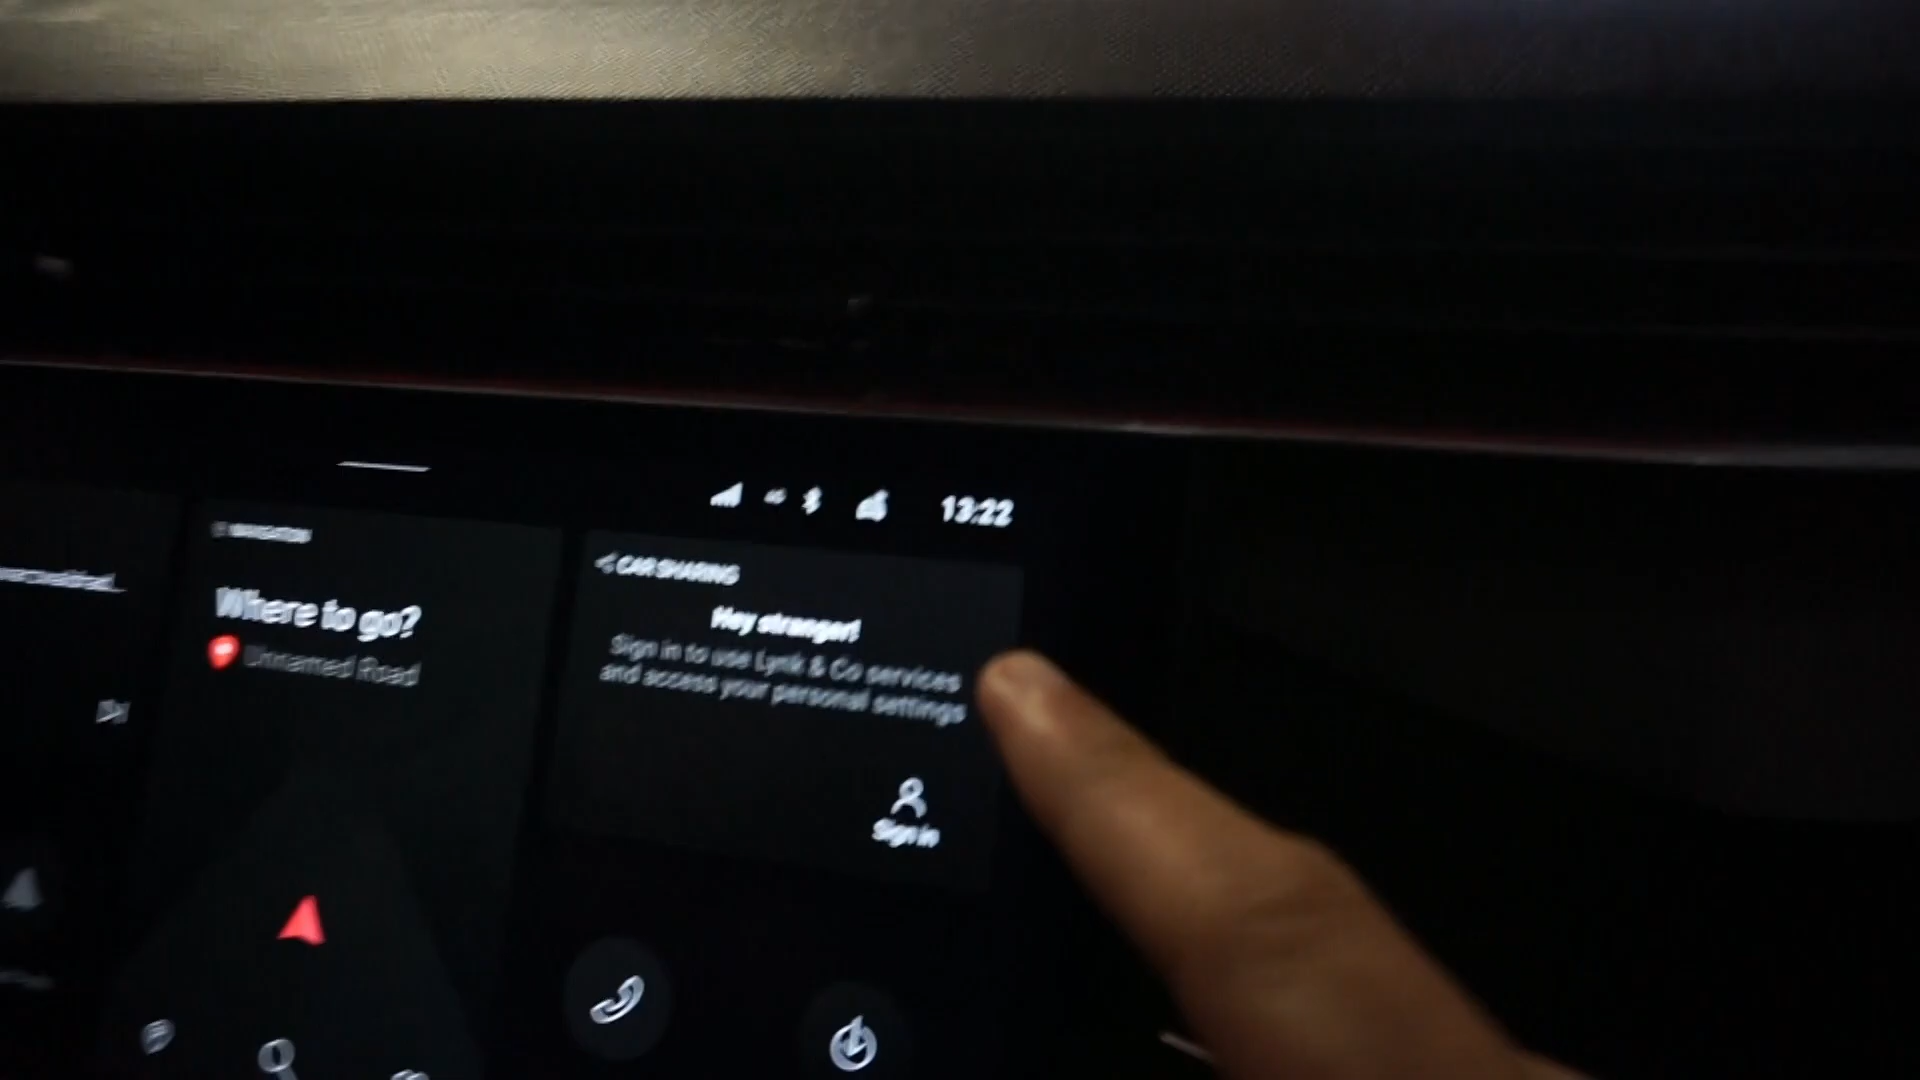 13:22
NAVIGATION
Where to go?
Unnamed Road
CAR SHARING
Hey stranger!
Sign in to use Lynk & Co services
and access your personal settings
Sign in